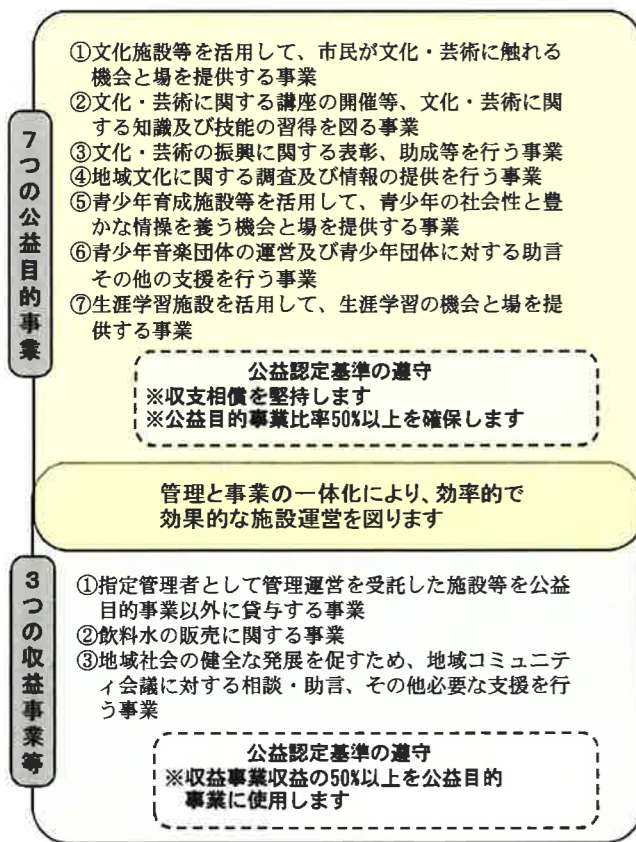 7つの公益目的事業
①文化施設等を活用して、市民が文化・芸術に触れる
機会と場を提供する事業
②文化・芸術に関する講座の開催等、文化・芸術に関
する知識及び技能の習得を図る事業
③文化・芸術の振興に関する表彰、助成等を行う事業
④地域文化に関する調査及び情報の提供を行う事業
⑤青少年育成施設等を活用して、青少年の社会性と豊
かな情操を養う機会と場を提供する事業
⑥青少年音楽団体の運営及び青少年団体に対する助言
その他の支援を行う事業
⑦生涯学習施設を活用して、生涯学習の機会と場を提
供する事業
公益認定基準の遵守
※収支相償を堅持します
※公益目的事業比率50%以上を確保します
管理と事業の一体化により、効率的で
効果的な施設運営を図ります
3つの収益事業等
①指定管理者として管理運営を受託した施設等を公益
目的事業以外に貸与する事業
②飲料水の販売に関する事業
③地域社会の健全な発展を促すため、地域コミュニテ
ィ会議に対する相談・助言、その他必要な支援を行
う事業
公益認定基準の遵守
※収益事業収益の50%以上を公益目的
事業に使用します